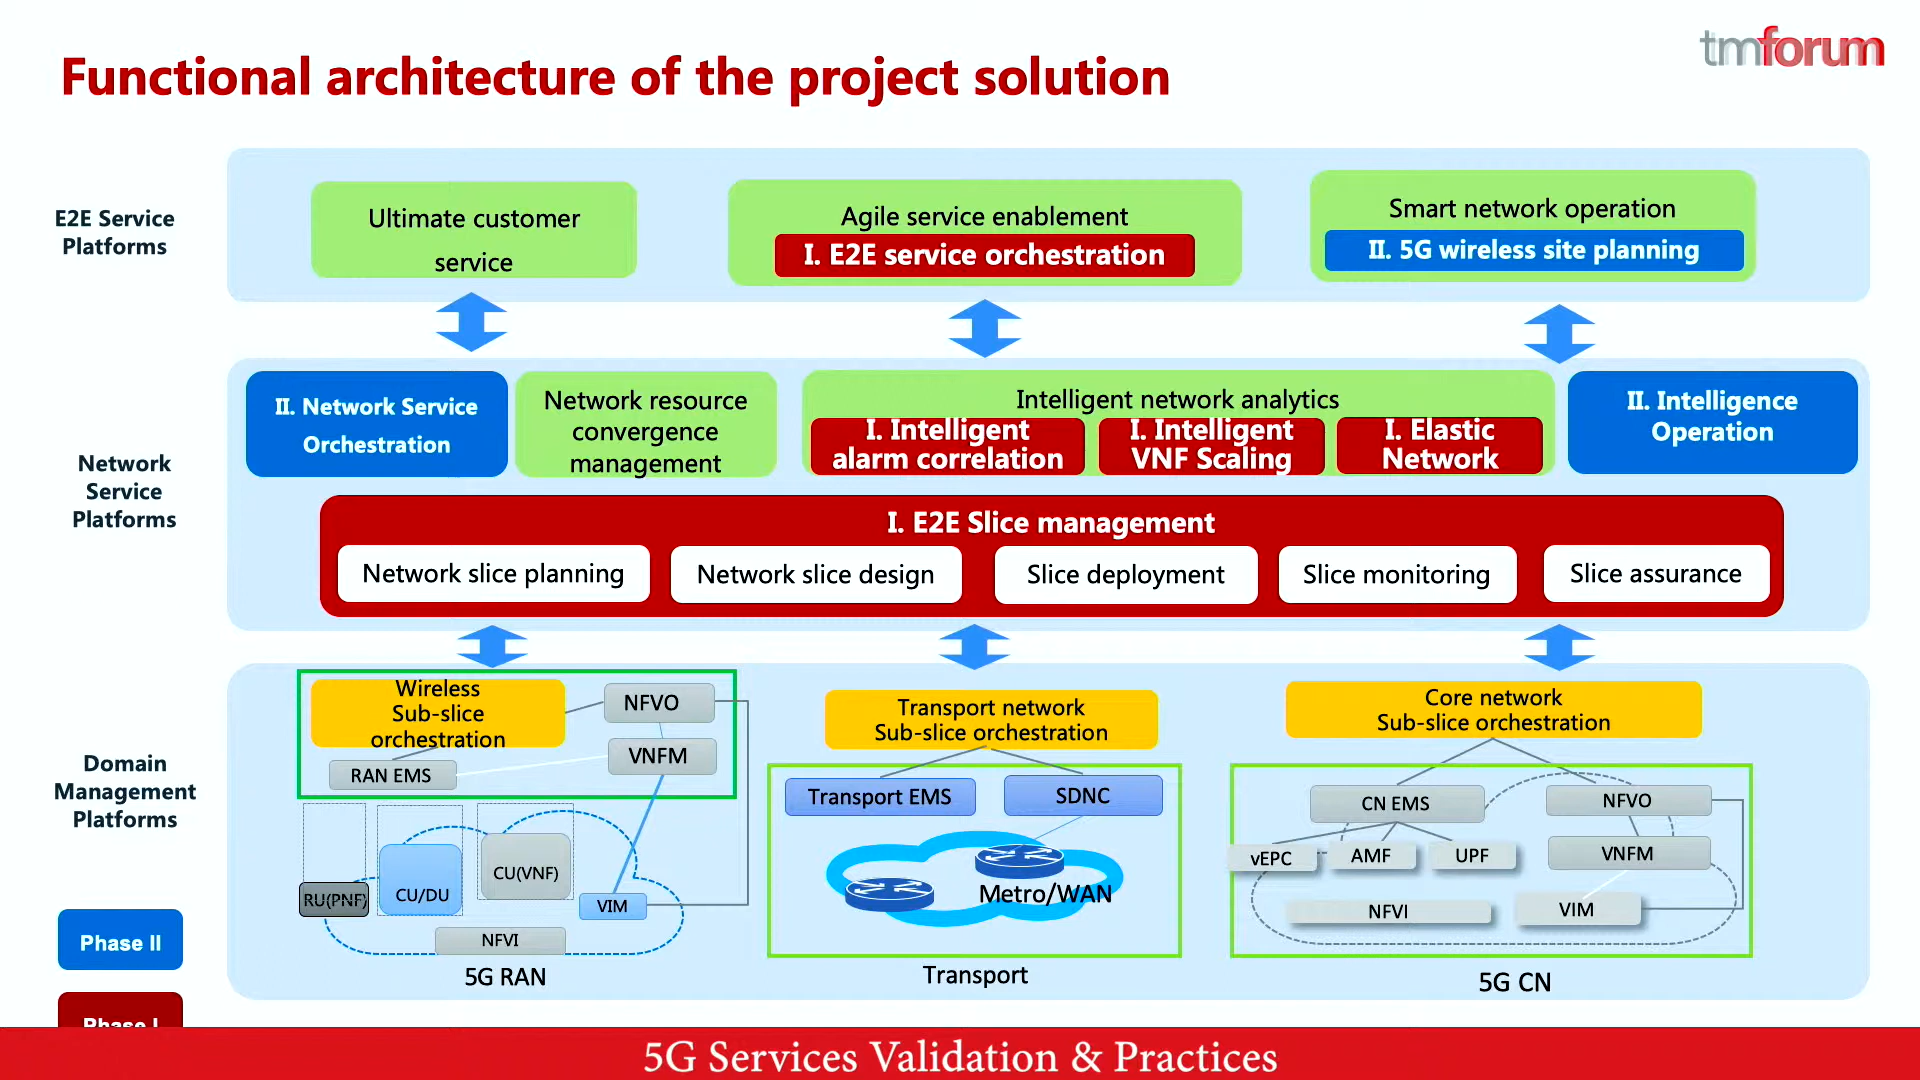 tmforum
Functional architecture of the project solution
E2E Service
Platforms
Ultimate customer
service
Agile service enablement
I. E2E service orchestration
Smart network operation
II. 5G wireless site planning
Network
Service
Platforms
II. Network Service
Orchestration
Network resource
convergence
management
Intelligent network analytics
I. Intelligent
alarm correlation
I. Intelligent
VNF Scaling
I. Elastic
Network
II. Intelligence
Operation
I. E2E Slice management
Network slice planning
Network slice design
Slice deployment
Slice monitoring
Slice assurance
Domain
Management
Platforms
Wireless
Sub-slice
orchestration
NFVO
VNFM
RAN EMS
RU(PNF)
CU/DU
CU(VNF)
VIM
NFVI
5G RAN
Transport network
Sub-slice orchestration
Transport EMS
SDNC
Metro/WAN
Transport
Core network
Sub-slice orchestration
CN EMS
NFVO
vEPC
AMF
UPF
VNFM
NFVI
VIM
5G CN
Phase II
Phase I
5G Services Validation & Practices